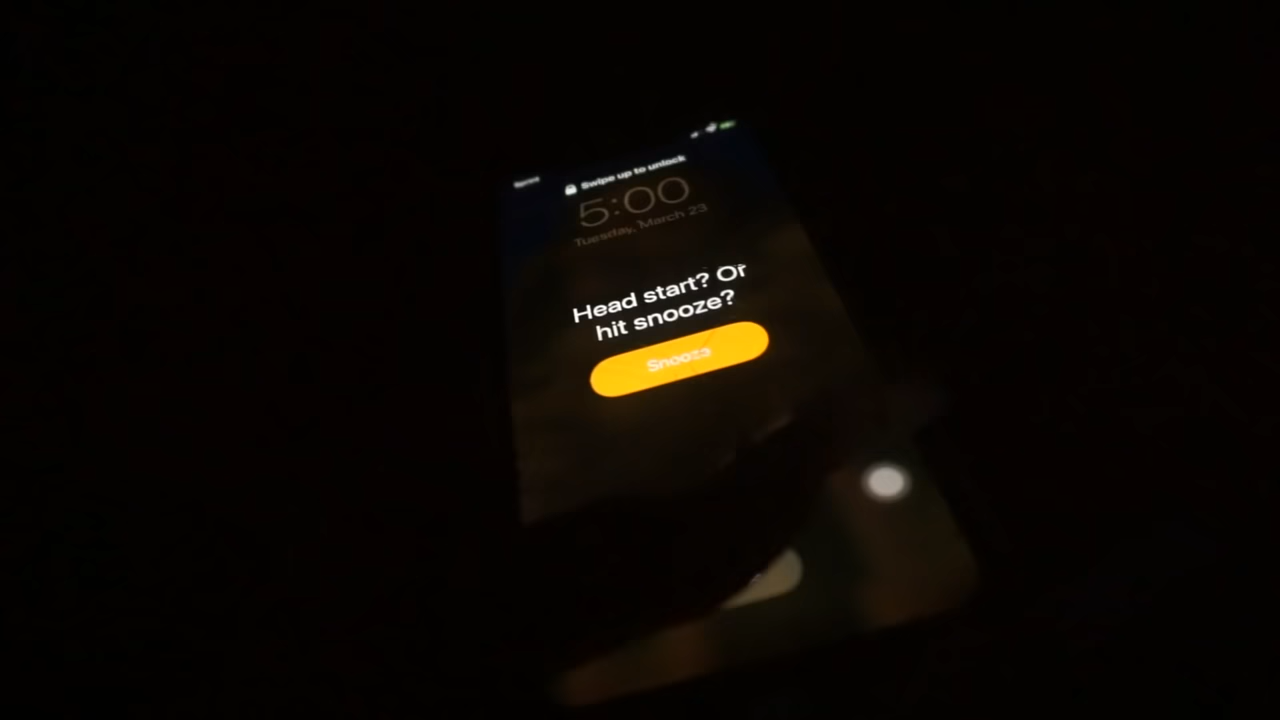 Swipe up to unlock
5:00
Tuesday, March 23
Head start? Or
hit snooze?
Snooze